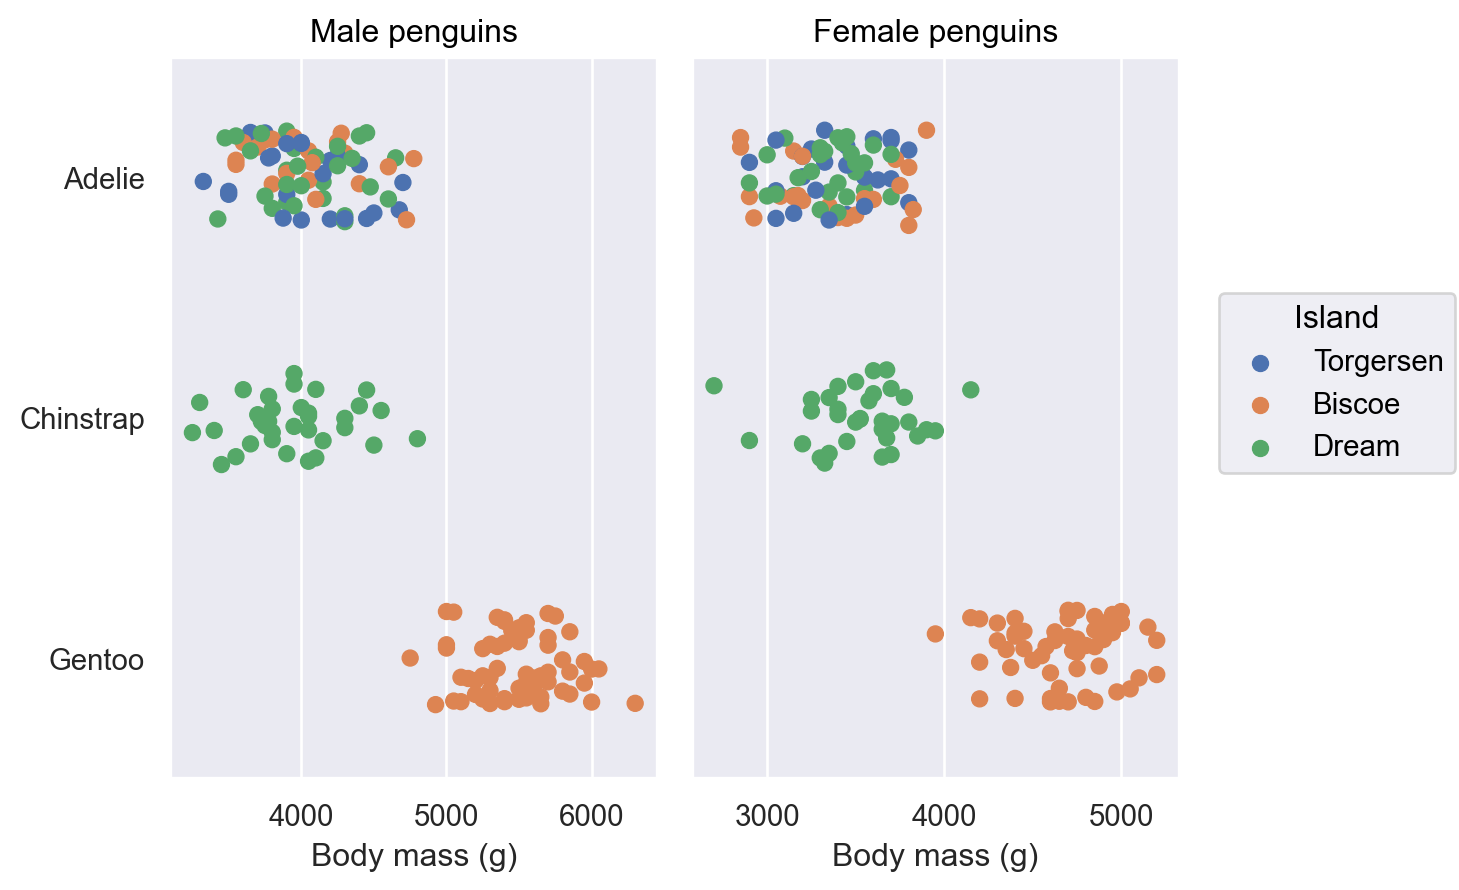 Male penguins
Female penguins
Adelie
Chinstrap
Gentoo
4000 5000 6000
3000 4000 5000
Body mass (g)
Body mass (g)
Island
Torgersen
Biscoe
Dream